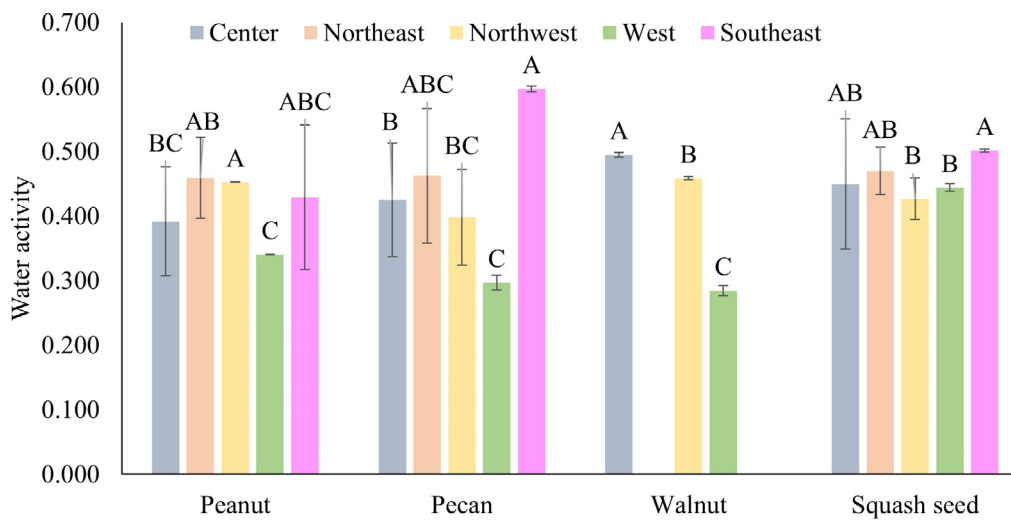 0.700
Center Northeast Northwest West Southeast
0.600
0.500
0.400
0.300
0.200
0.100
0.000
Water activity
BC AB A C ABC
B ABC BC C A
A B C
AB AB B B A
Peanut Pecan Walnut Squash seed